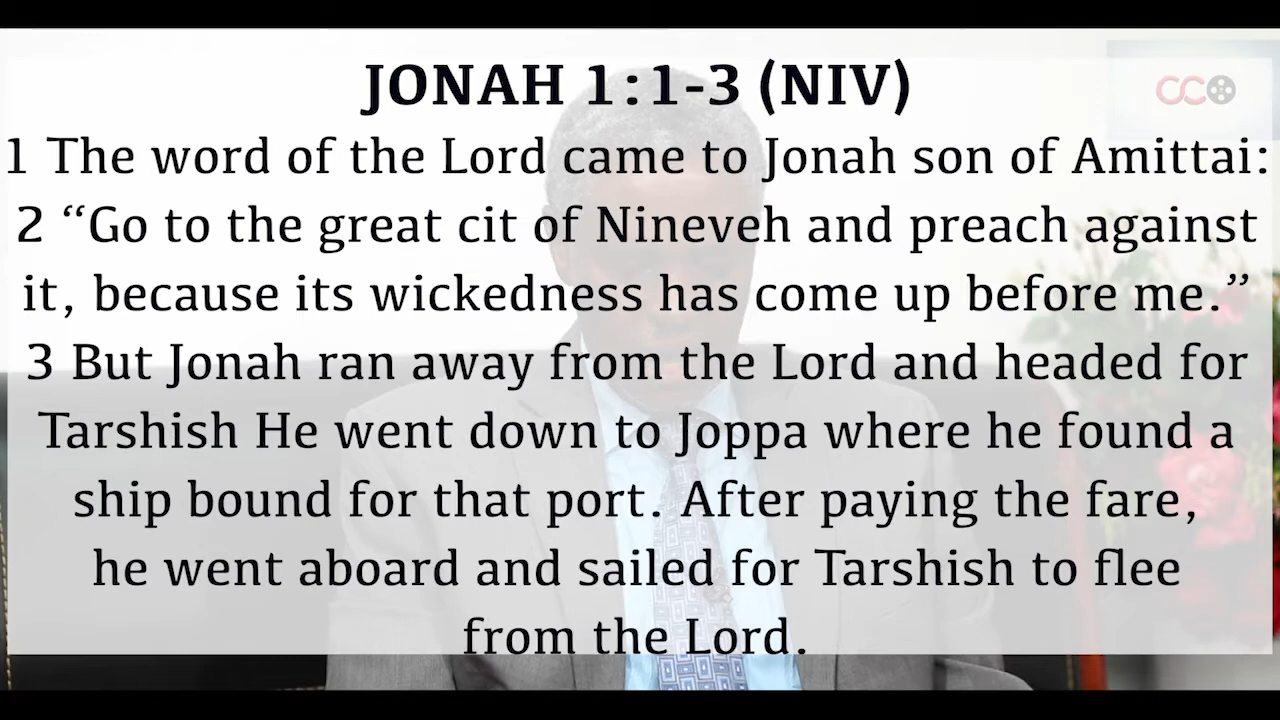 JONAH 1:1-3 (NIV)
CC
1 The word of the Lord came to Jonah son of Amittai:
2 “Go to the great cit of Nineveh and preach against
it, because its wickedness has come up before me.”
3 But Jonah ran away from the Lord and headed for
Tarshish He went down to Joppa where he found a
ship bound for that port. After paying the fare,
he went aboard and sailed for Tarshish to flee
from the Lord.